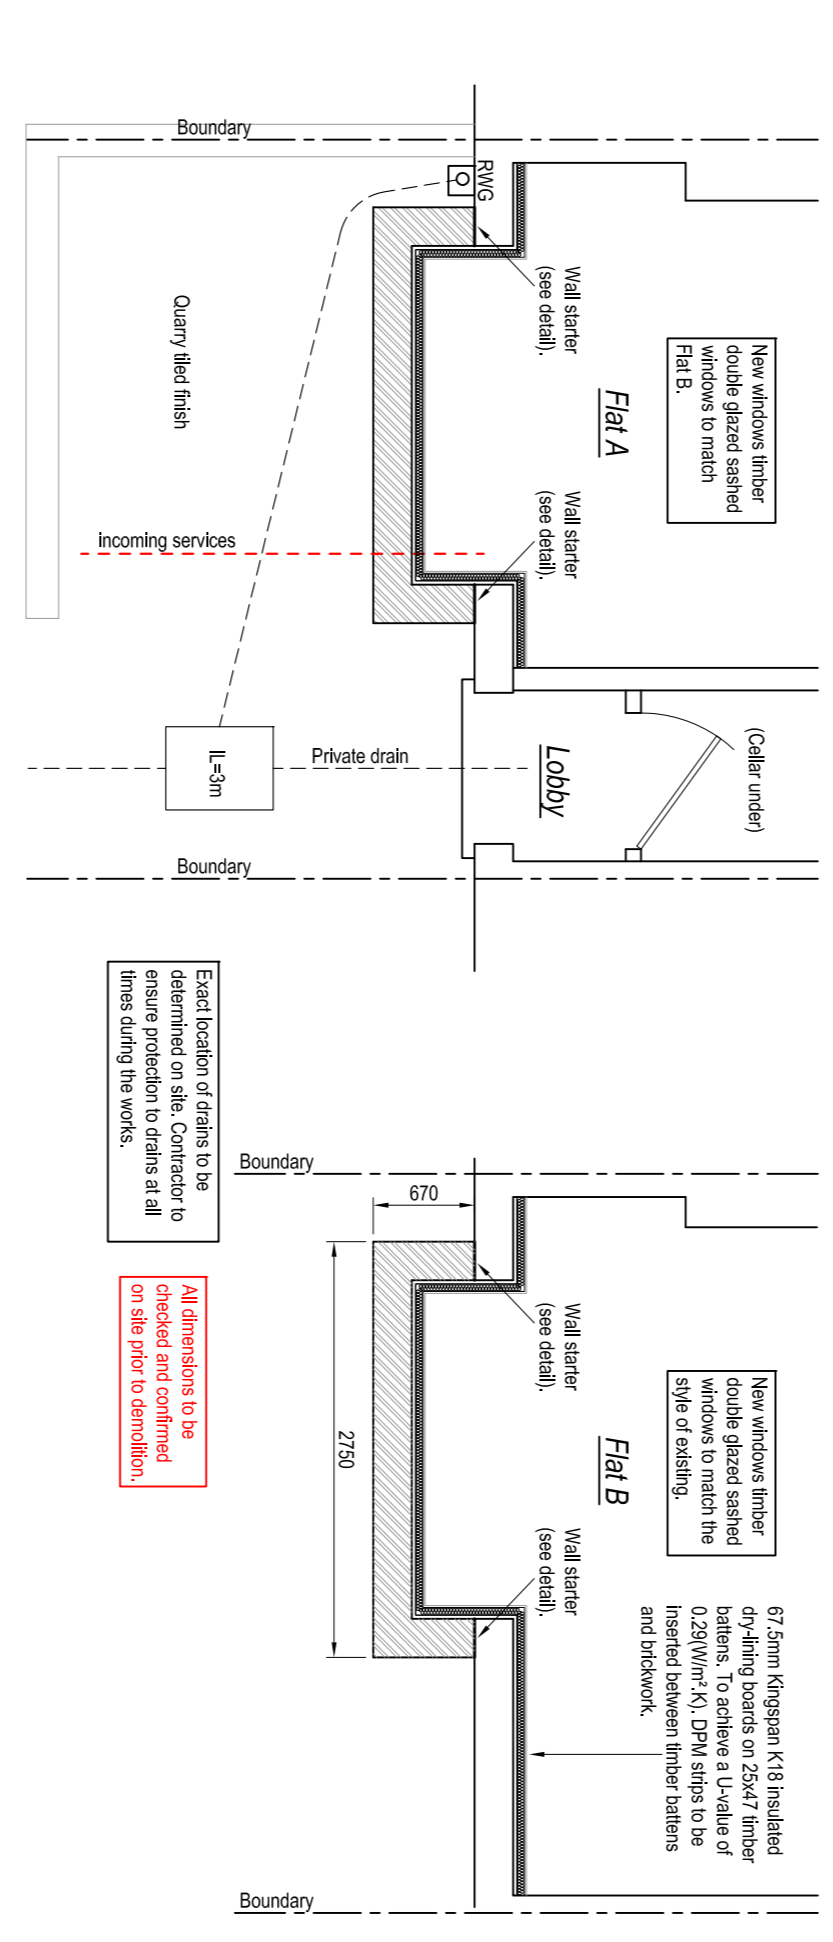 Boundary
RWG
Wall starter
(see detail).
New windows timber
double glazed sashed
windows to match
Flat B.
Flat A
Quarry tiled finish
Wall starter
(see detail).
incoming services
(Cellar under)
Lobby
Private drain
IL=3m
Boundary
Exact location of drains to be
determined on site. Contractor to
ensure protection to drains at all
times during the works.
Boundary
670
Wall starter
(see detail).
All dimensions to be
checked and confirmed
on site prior to demolition.
New windows timber
double glazed sashed
windows to match the
style of existing.
Flat B
2750
Wall starter
(see detail).
67.5mm Kingspan K18 insulated
dry-lining boards on 25x47 timber
battens. To achieve a U-value of
0.29(W/m².K). DPM strips to be
inserted between timber battens
and brickwork.
Boundary